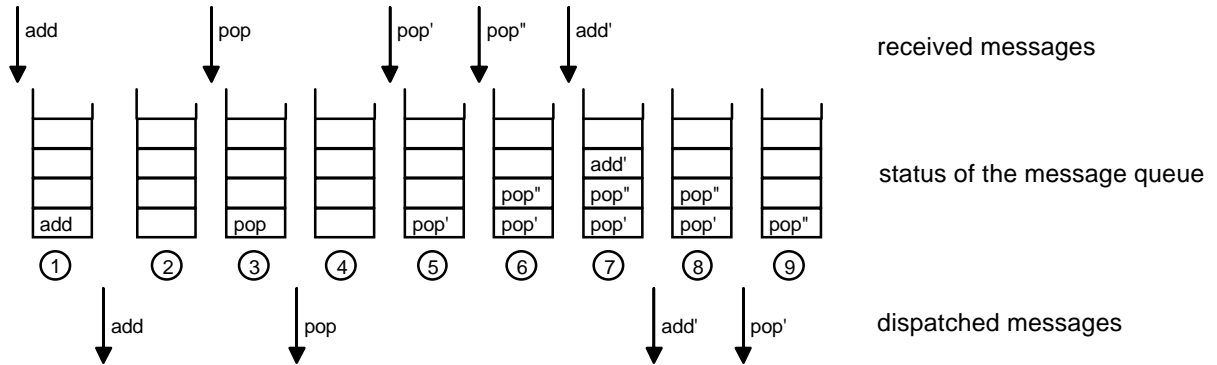 add pop pop' pop" add' received messages
add'
pop" pop" pop" status of the message queue
add pop pop' pop' pop' pop' pop"
1 2 3 4 5 6 7 8 9
add pop add' pop' dispatched messages